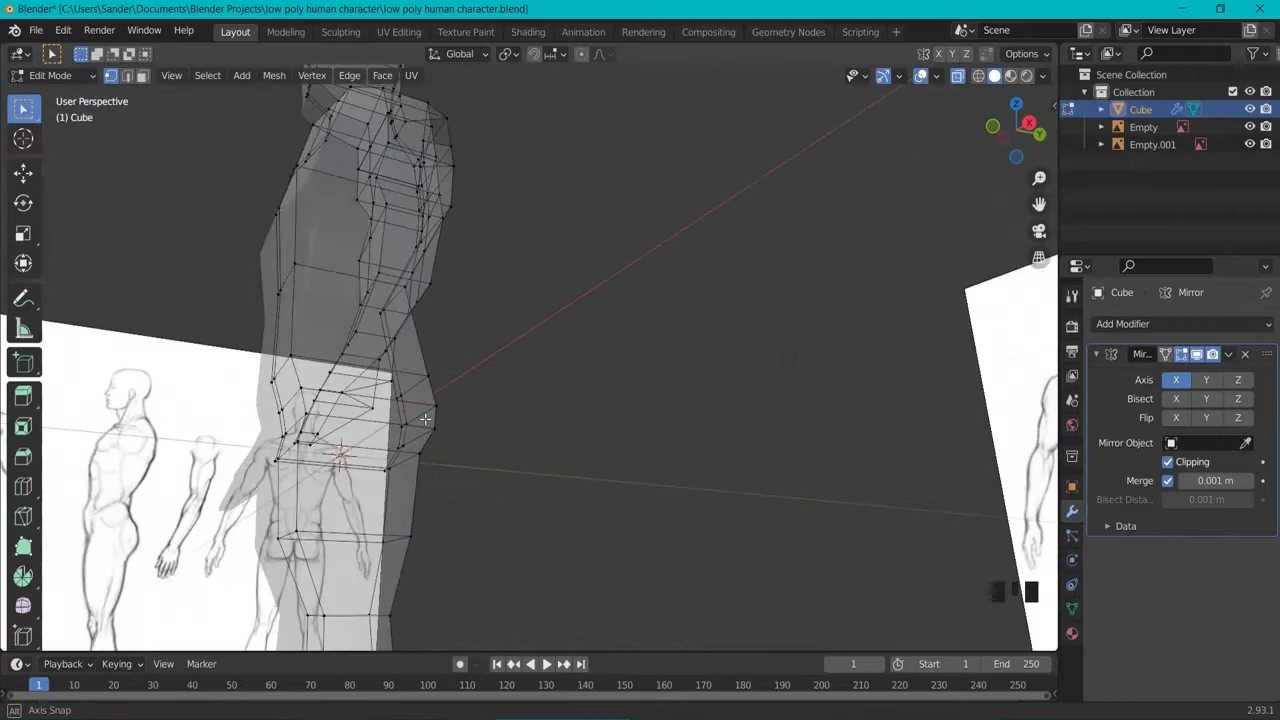 Blender* [C:\Users\Sander\Documents\Blender Projects\low poly human character\low poly human character.blend]
File Edit Render Window Help Layout Modeling Sculpting UV Editing Texture Paint Shading Animation Rendering Compositing Geometry Nodes Scripting + Scene View Layer
Global X Y Z Options
Edit Mode View Select Add Mesh Vertex Edge Face UV
Scene Collection
Collection
Cube
Empty
Empty.001
User Perspective
(1) Cube
Z
X
Y
Cube Mirror
Add Modifier
Mir...
Axis X Y Z
Bisect X Y Z
Flip X Y Z
Mirror Object
Clipping
Merge 0.001 m
Bisect Dista... 0.001 m
Data
Playback Keying View Marker 1 Start 1 End 250
1 10 20 30 40 50 60 70 80 90 100 110 120 130 140 150 160 170 180 190 200 210 220 230 240 250
Alt Axis Snap 2.93.1